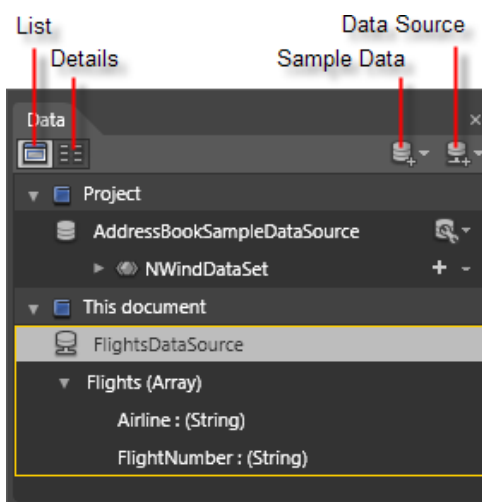 List
Data Source
Details
Sample Data
Data
Project
AddressBookSampleDataSource
NWindDataSet
This document
FlightsDataSource
Flights (Array)
Airline : (String)
FlightNumber : (String)